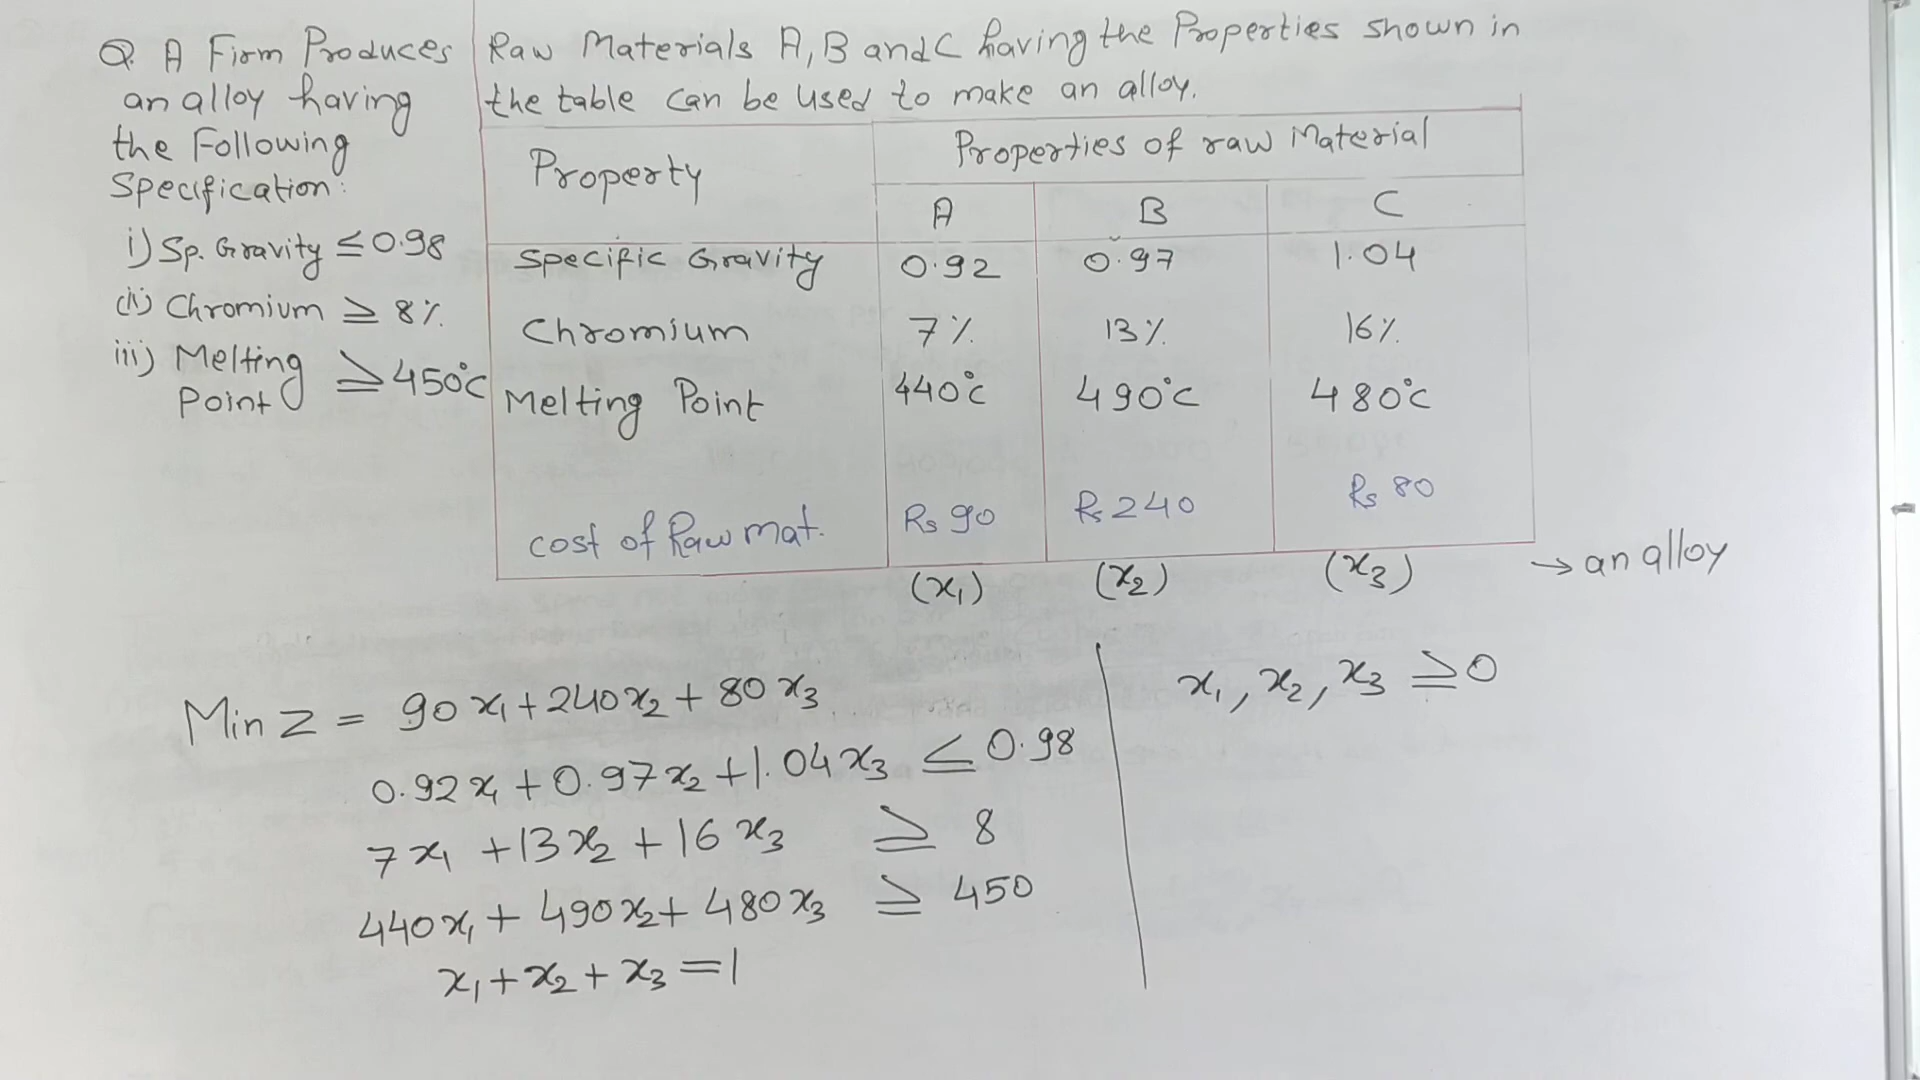 Q. A Firm Produces
an alloy having
the Following
Specification:
i) Sp. Gravity ≤ 0.98
(ii) Chromium ≥ 8%.
iii) Melting Point ≥ 450°C
Raw Materials A, B and C having the Properties shown in
the table can be used to make an alloy.
Property Properties of raw Material
A B C
Specific Gravity 0.92 0.97 1.04
Chromium 7% 13% 16%
Melting Point 440°C 490°C 480°C
cost of Raw mat. Rs 90 Rs 240 Rs 80
(x₁) (x₂) (x₃) → an alloy
Min Z = 90x₁ + 240x₂ + 80x₃
0.92x₁ + 0.97x₂ + 1.04x₃ ≤ 0.98
7x₁ + 13x₂ + 16x₃ ≥ 8
440x₁ + 490x₂ + 480x₃ ≥ 450
x₁ + x₂ + x₃ = 1
x₁, x₂, x₃ ≥ 0